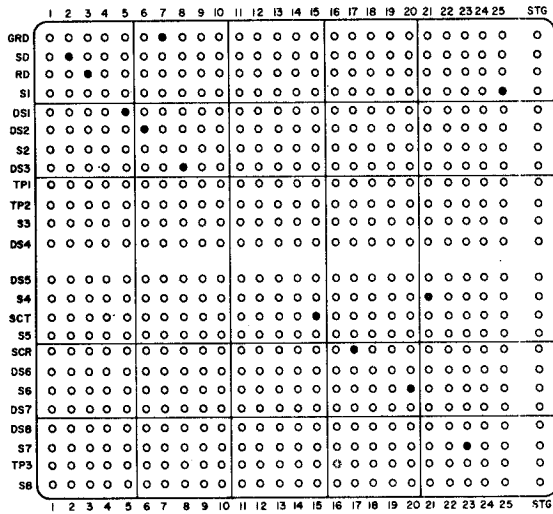 1 2 3 4 5 6 7 8 9 10 11 12 13 14 15 16 17 18 19 20 21 22 23 24 25 STG
GRD
SD
RD
S1
DS1
DS2
S2
DS3
TP1
TP2
S3
DS4
DS5
S4
SCT
S5
SCR
DS6
S6
DS7
DS8
S7
TP3
S8
1 2 3 4 5 6 7 8 9 10 11 12 13 14 15 16 17 18 19 20 21 22 23 24 25 STG